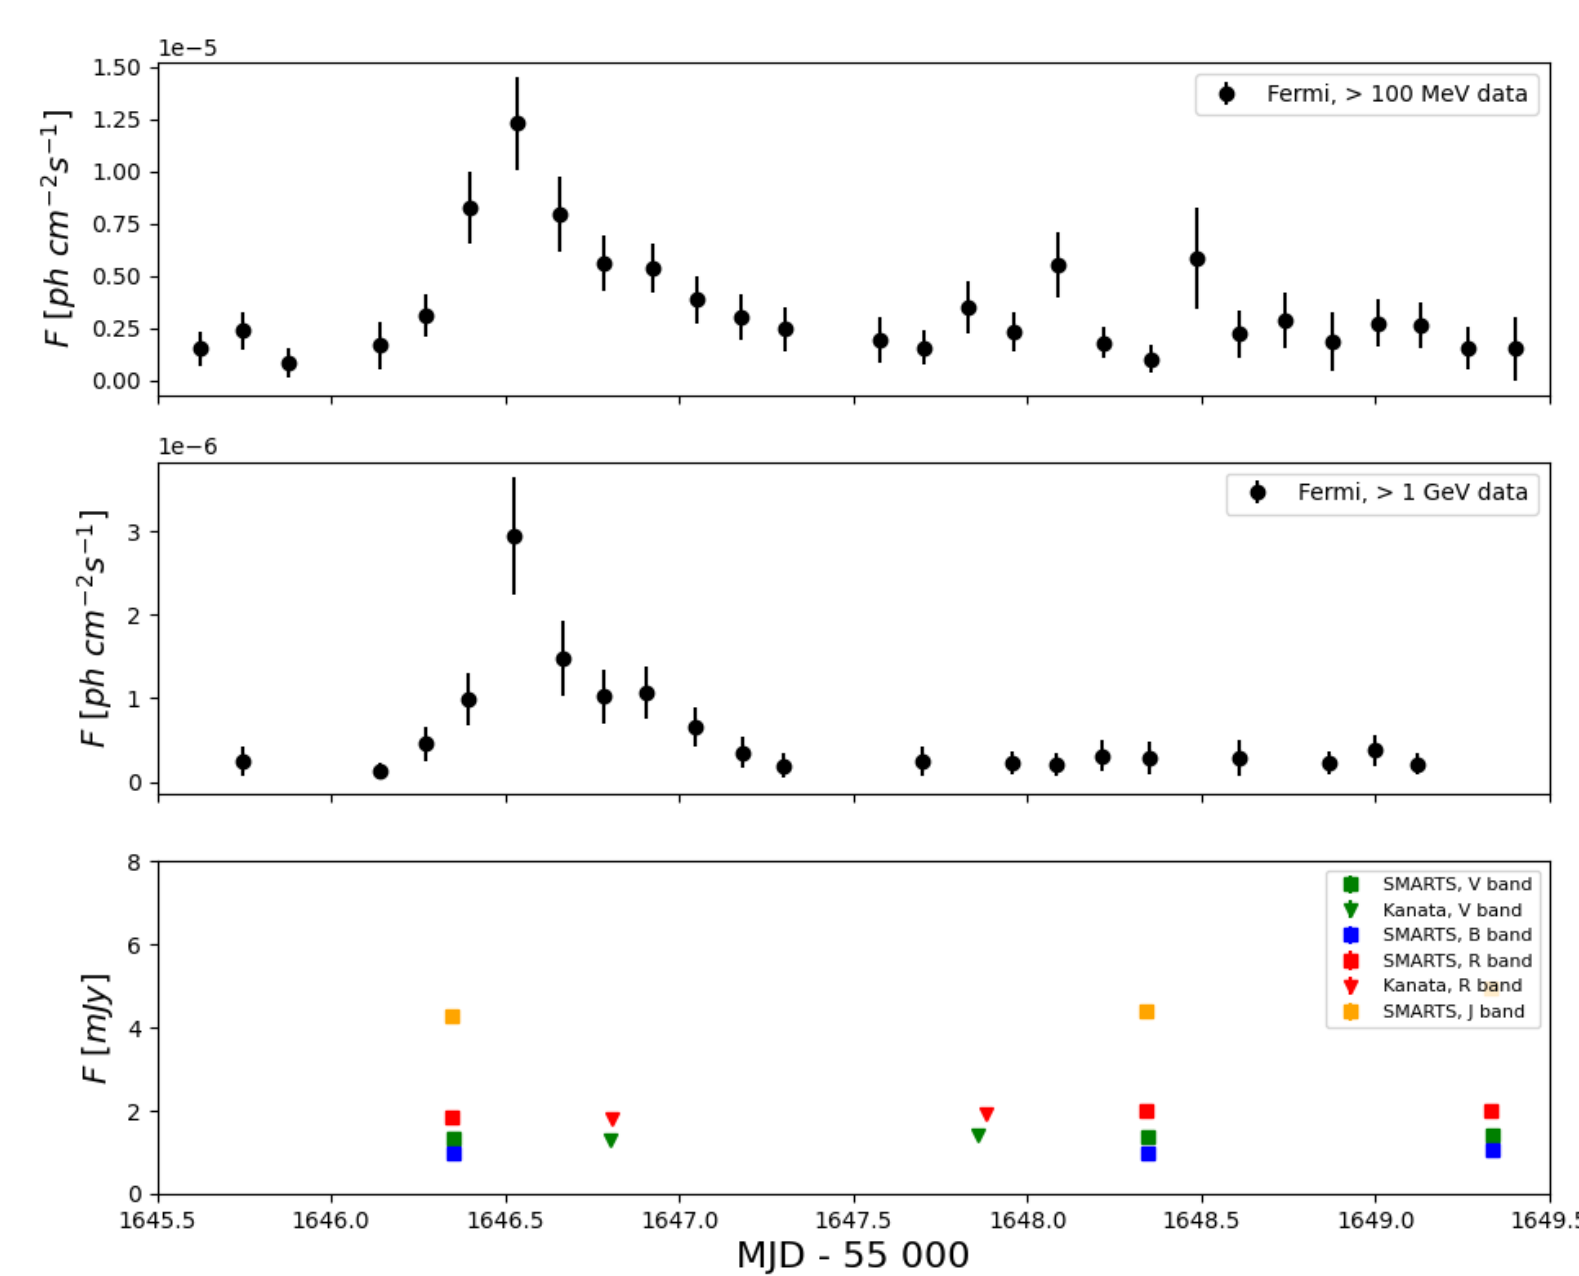 1e−5
1.50
1.25
1.00
0.75
0.50
0.25
0.00
F [ph cm⁻²s⁻¹]
Fermi, > 100 MeV data
1e−6
3
2
1
0
F [ph cm⁻²s⁻¹]
Fermi, > 1 GeV data
8
6
4
2
0
F [mJy]
SMARTS, V band
Kanata, V band
SMARTS, B band
SMARTS, R band
Kanata, R band
SMARTS, J band
1645.5 1646.0 1646.5 1647.0 1647.5 1648.0 1648.5 1649.0 1649.5
MJD - 55 000